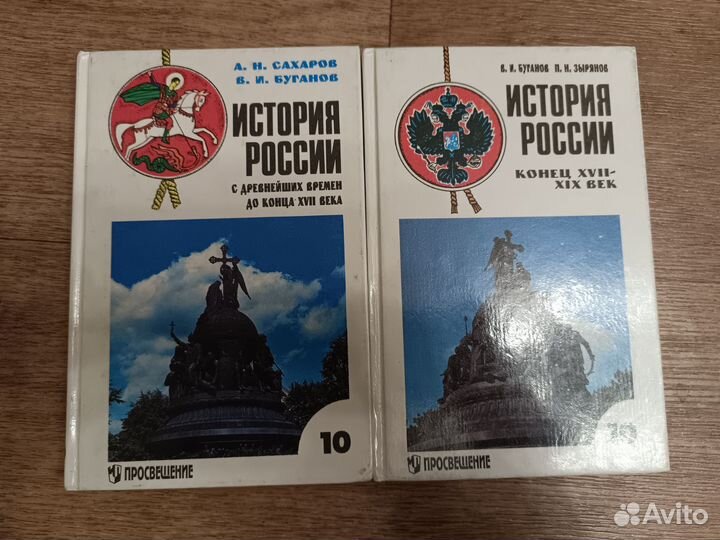 А. Н. САХАРОВ
В. И. БУГАНОВ
ИСТОРИЯ
РОССИИ
С ДРЕВНЕЙШИХ ВРЕМЕН
ДО КОНЦА XVII ВЕКА
10
ПРОСВЕЩЕНИЕ
В. И. БУГАНОВ П. Н. ЗЫРЯНОВ
ИСТОРИЯ
РОССИИ
КОНЕЦ XVII-
XIX ВЕК
10
ПРОСВЕЩЕНИЕ
Avito